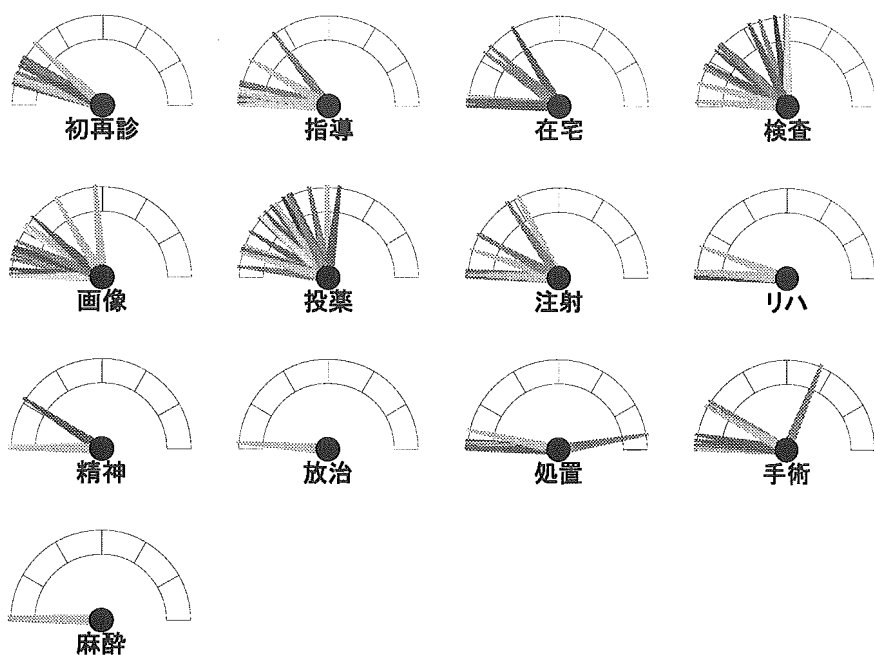 初再診
指導
在宅
検査
画像
投薬
注射
リハ
精神
放治
処置
手術
麻酔